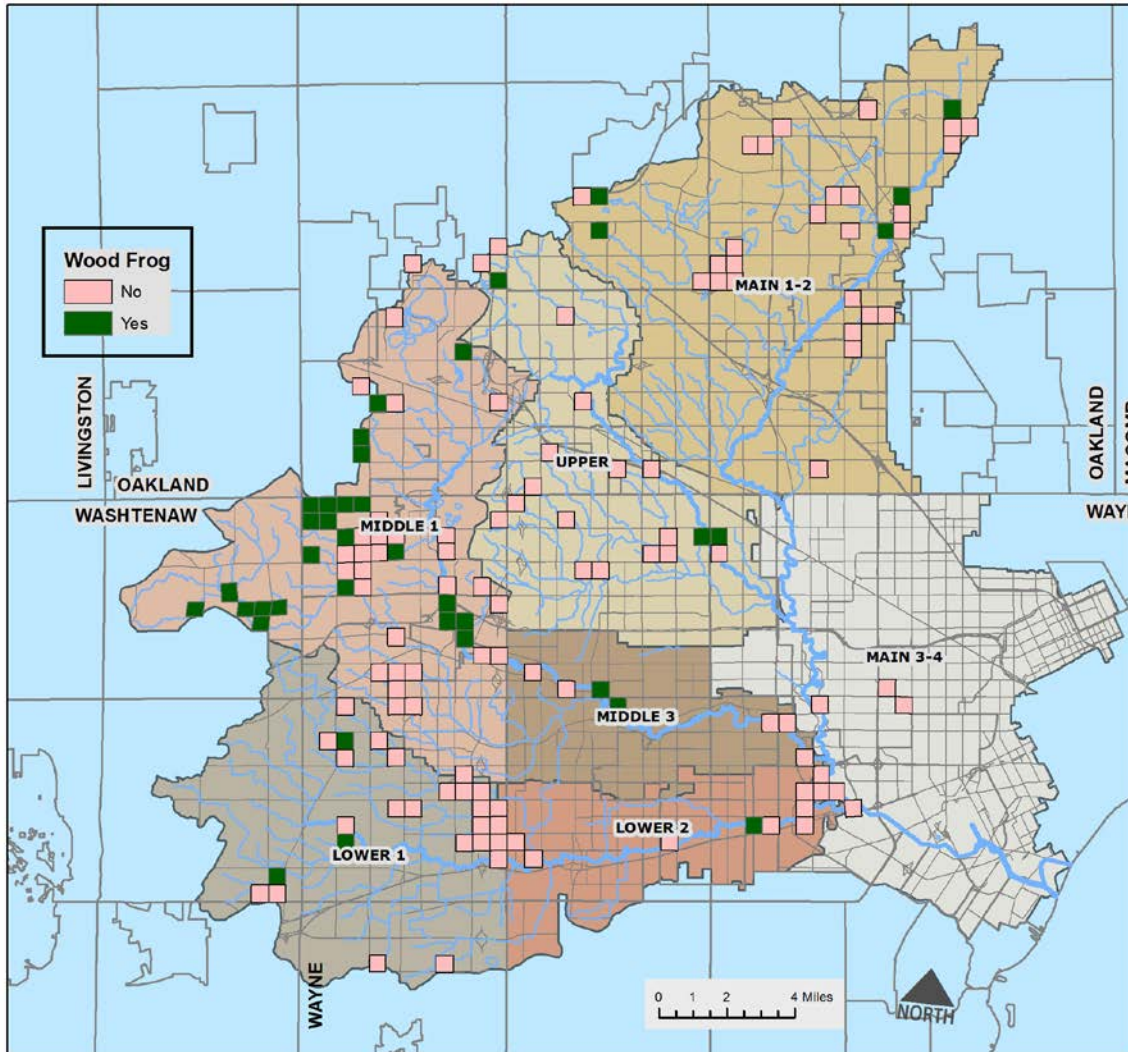 MAIN 1-2
Wood Frog
No
Yes
LIVINGSTON
OAKLAND
WASHTENAW
OAKLAND
MACOMB
UPPER
MIDDLE 1
MAIN 3-4
MIDDLE 3
LOWER 2
LOWER 1
WAYNE
0 1 2 4 Miles
NORTH